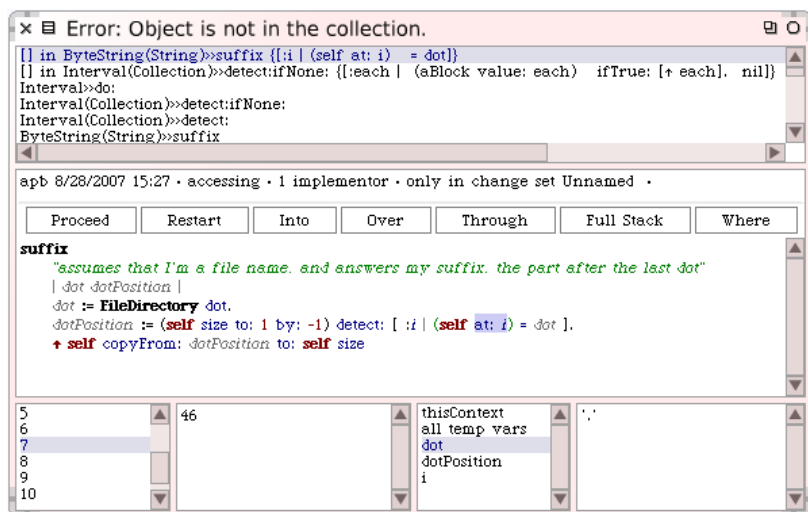 Error: Object is not in the collection.
[] in ByteString(String)»suffix {[:i | (self at: i) = dot]}
[] in Interval(Collection)»detect:ifNone: {[:each | (aBlock value: each) ifTrue: [↑ each]. nil]}
Interval»do:
Interval(Collection)»detect:ifNone:
Interval(Collection)»detect:
ByteString(String)»suffix
apb 8/28/2007 15:27 · accessing · 1 implementor · only in change set Unnamed ·
Proceed Restart Into Over Through Full Stack Where
suffix
"assumes that I'm a file name, and answers my suffix, the part after the last dot"
| dot dotPosition |
dot := FileDirectory dot.
dotPosition := (self size to: 1 by: -1) detect: [ :i | (self at: i) = dot ].
↑ self copyFrom: dotPosition to: self size
5
6
7
8
9
10
46
thisContext
all temp vars
dot
dotPosition
i
'.'